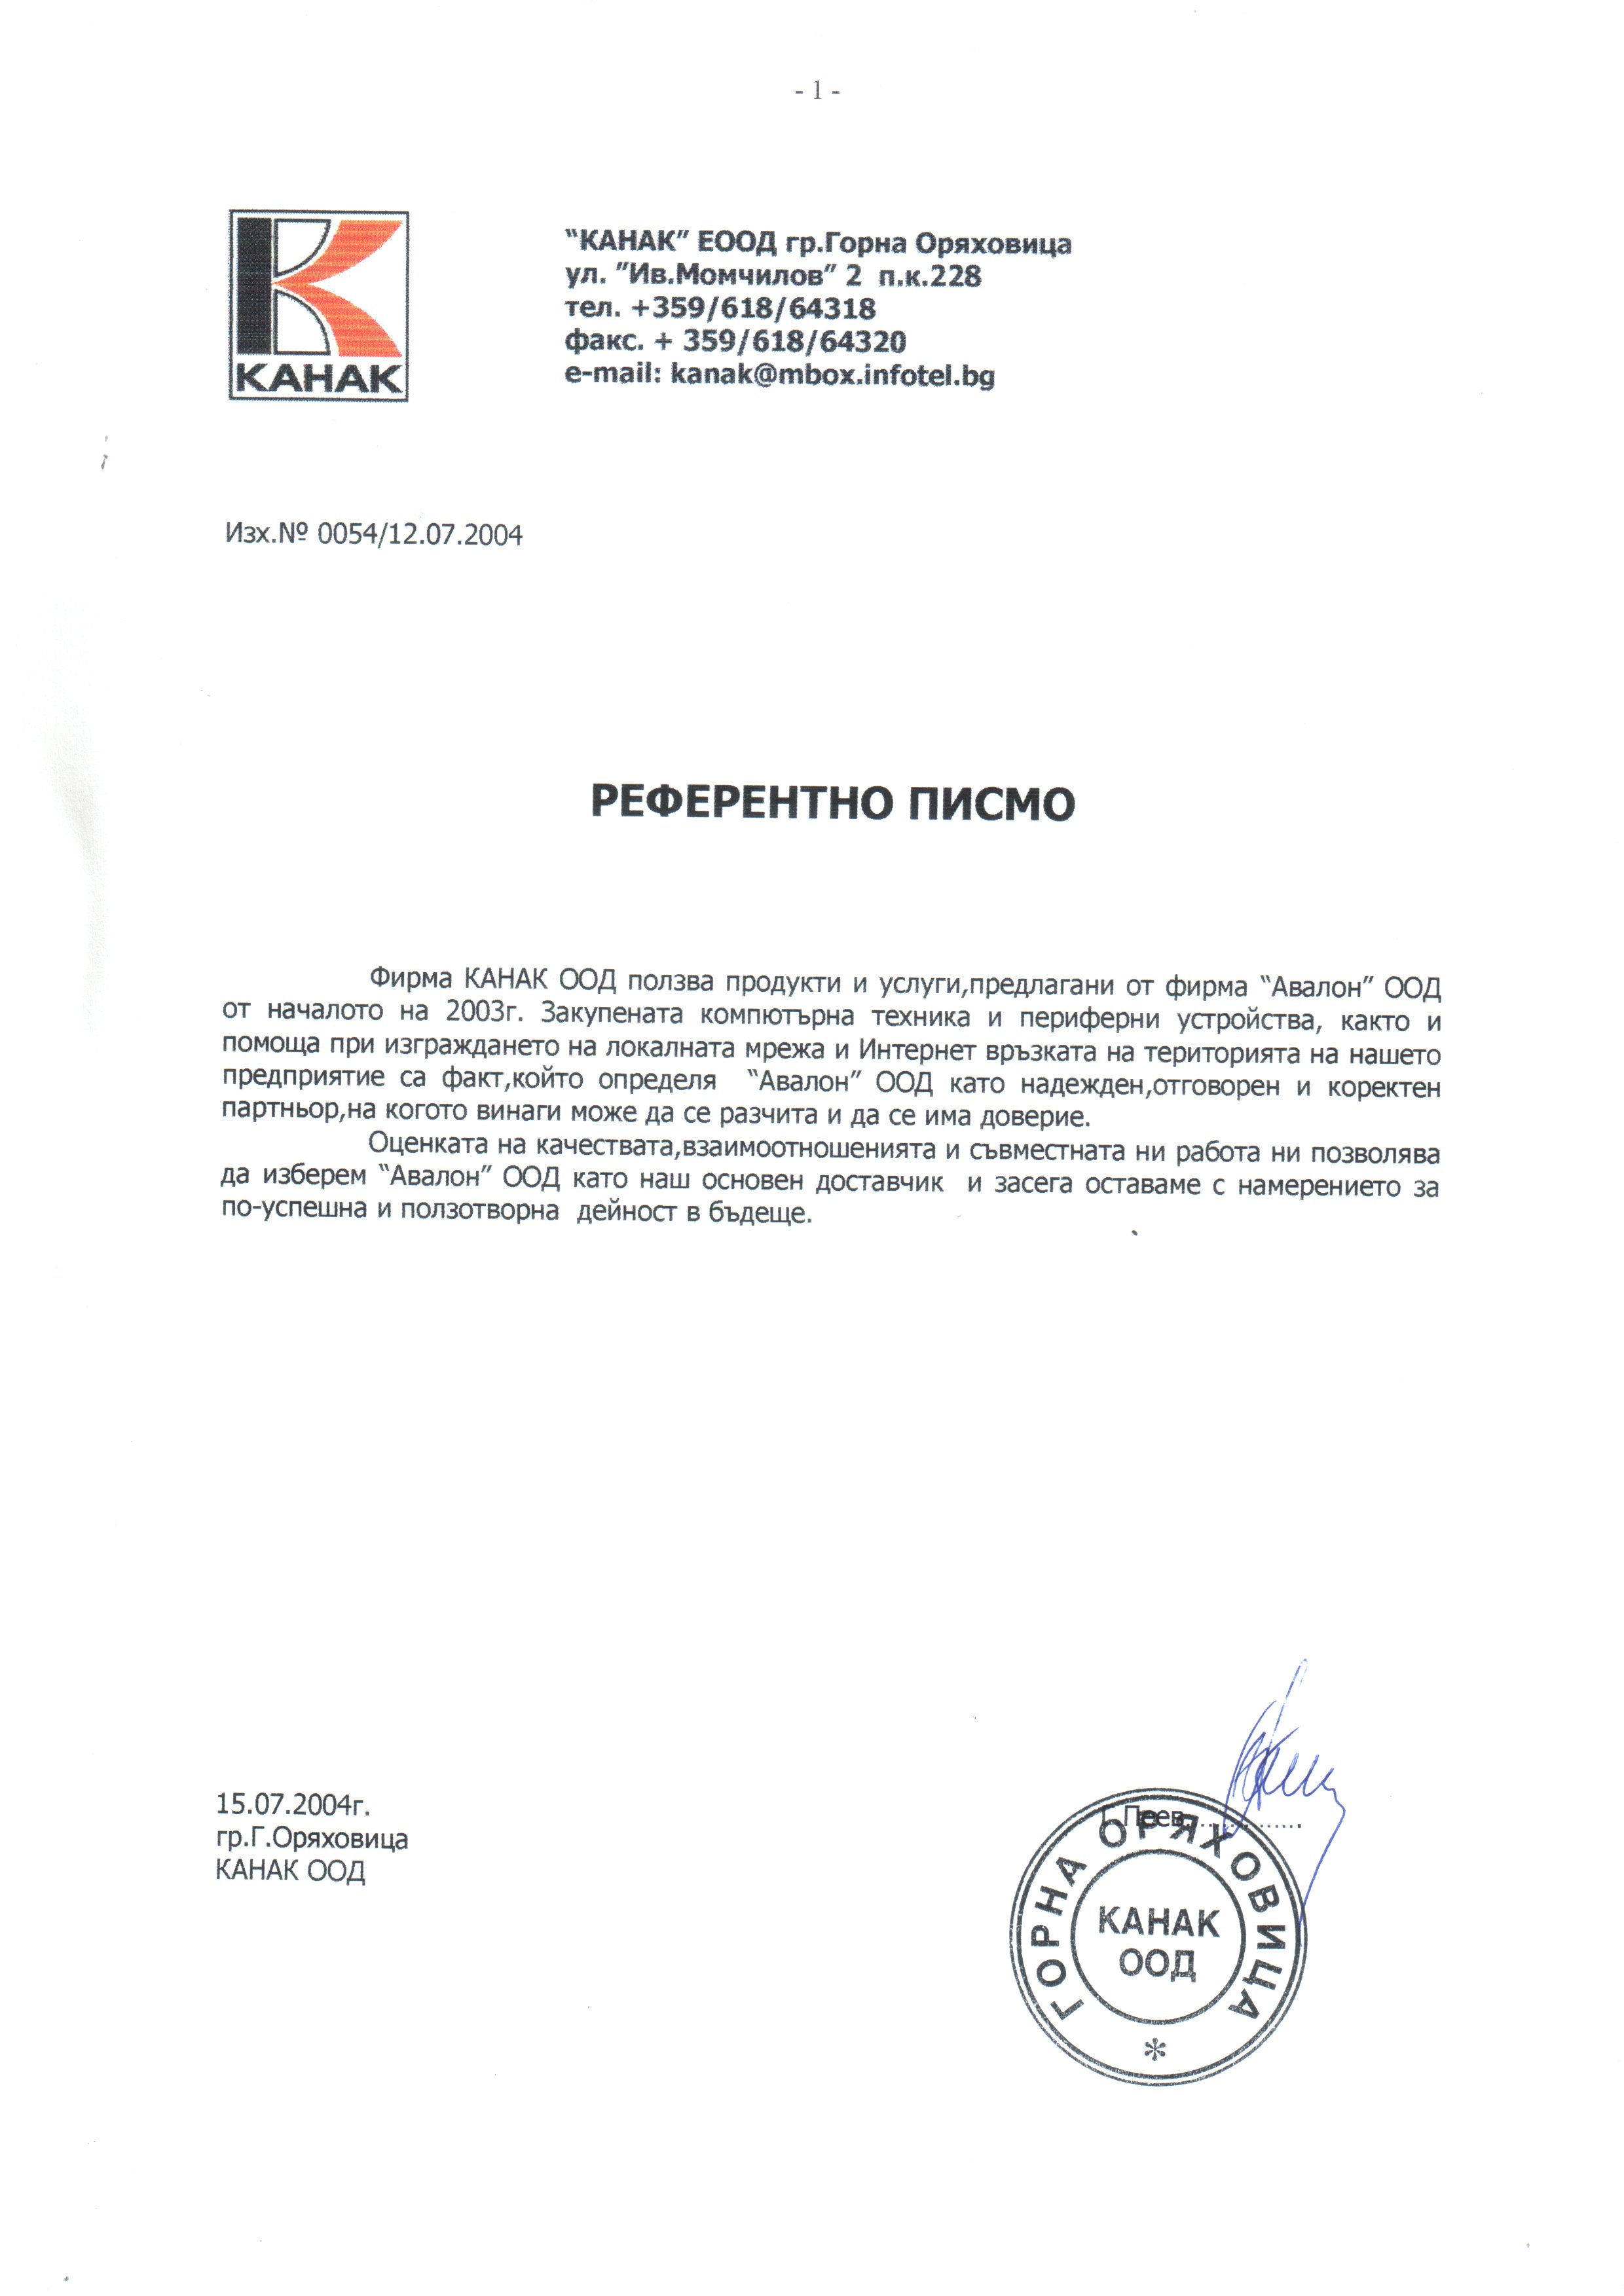 - 1 -
КАНАК
“КАНАК” ЕООД гр.Горна Оряховица
ул. ”Ив.Момчилов” 2 п.к.228
тел. +359/618/64318
факс. + 359/618/64320
e-mail: kanak@mbox.infotel.bg
Изх.№ 0054/12.07.2004
РЕФЕРЕНТНО ПИСМО
Фирма КАНАК ООД ползва продукти и услуги,предлагани от фирма “Авалон” ООД
от началото на 2003г. Закупената компютърна техника и периферни устройства, както и
помоща при изграждането на локалната мрежа и Интернет връзката на територията на нашето
предприятие са факт,който определя “Авалон” ООД като надежден,отговорен и коректен
партньор,на когото винаги може да се разчита и да се има доверие.
Оценката на качествата,взаимоотношенията и съвместната ни работа ни позволява
да изберем “Авалон” ООД като наш основен доставчик и засега оставаме с намерението за
по-успешна и ползотворна дейност в бъдеще.
15.07.2004г.
гр.Г.Оряховица
КАНАК ООД
ГОРНА ОРЯХОВИЦА
КАНАК
ООД
*